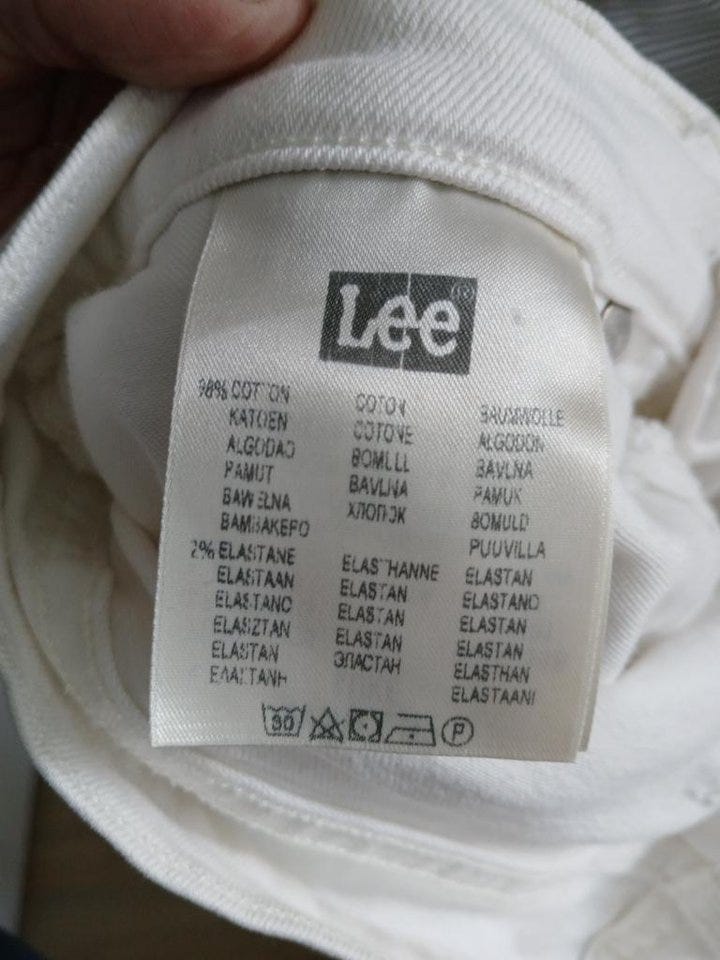 Lee®
98% COTTON COTON BAUMWOLLE
KATOEN COTONE ALGODON
ALGODAO BOMULL BAVLNA
PAMUT BAVLNA PAMUK
BAWEŁNA ХЛОПОК BOMULD
BAMBAKEPO PUUVILLA
2% ELASTANE ELASTHANNE ELASTAN
ELASTAAN ELASTAN ELASTANO
ELASTANO ELASTAN ELASTAN
ELASZTAN ELASTAN ELASTAN
ELASTAN ЭЛАСТАН ELASTHAN
ΕΛΑΣΤΑΝΗ ELASTAANI
30 P